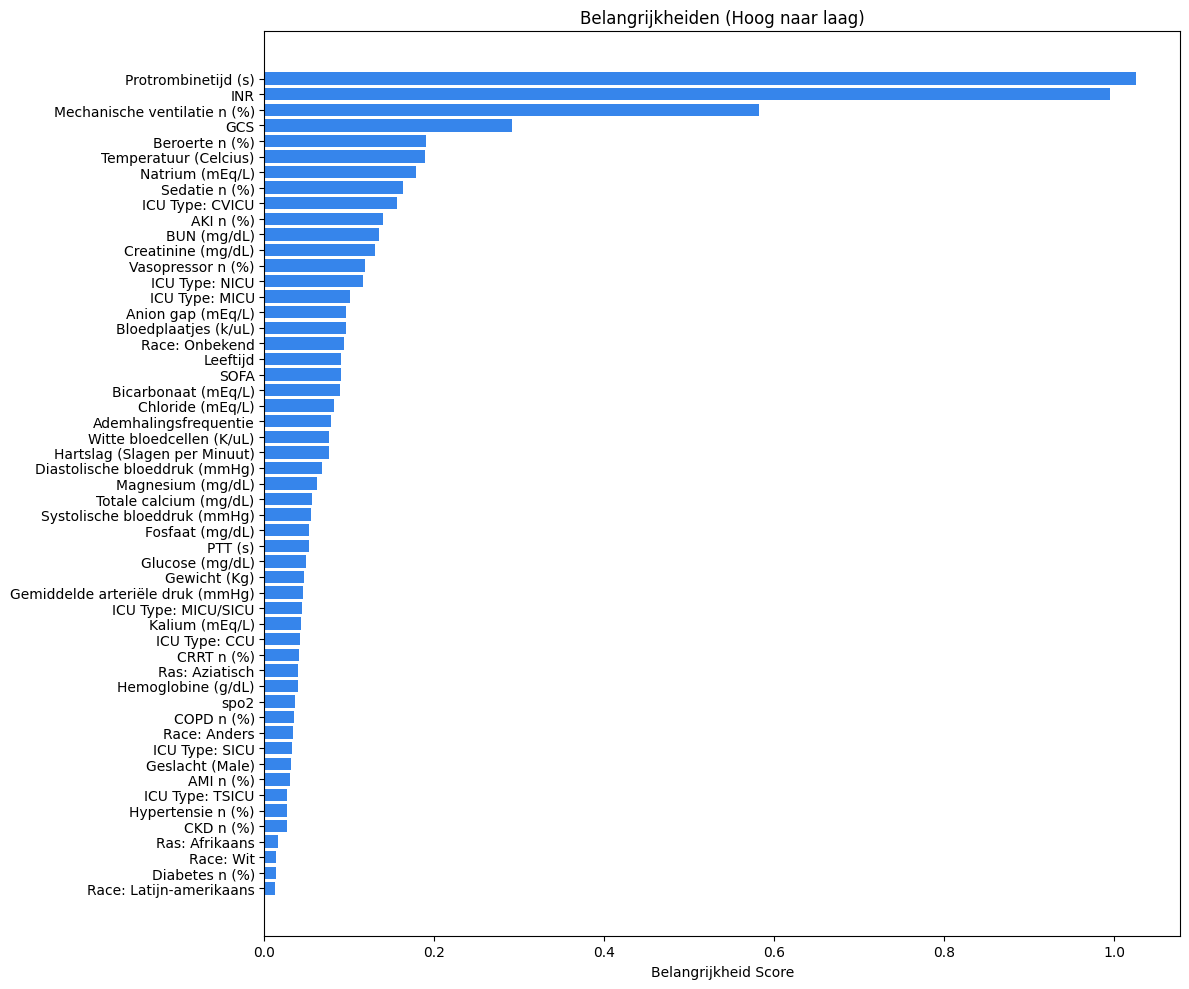 Belangrijkheiden (Hoog naar laag)
Protrombinetijd (s)
INR
Mechanische ventilatie n (%)
GCS
Beroerte n (%)
Temperatuur (Celcius)
Natrium (mEq/L)
Sedatie n (%)
ICU Type: CVICU
AKI n (%)
BUN (mg/dL)
Creatinine (mg/dL)
Vasopressor n (%)
ICU Type: NICU
ICU Type: MICU
Anion gap (mEq/L)
Bloedplaatjes (k/uL)
Race: Onbekend
Leeftijd
SOFA
Bicarbonaat (mEq/L)
Chloride (mEq/L)
Ademhalingsfrequentie
Witte bloedcellen (K/uL)
Hartslag (Slagen per Minuut)
Diastolische bloeddruk (mmHg)
Magnesium (mg/dL)
Totale calcium (mg/dL)
Systolische bloeddruk (mmHg)
Fosfaat (mg/dL)
PTT (s)
Glucose (mg/dL)
Gewicht (Kg)
Gemiddelde arteriële druk (mmHg)
ICU Type: MICU/SICU
Kalium (mEq/L)
ICU Type: CCU
CRRT n (%)
Ras: Aziatisch
Hemoglobine (g/dL)
spo2
COPD n (%)
Race: Anders
ICU Type: SICU
Geslacht (Male)
AMI n (%)
ICU Type: TSICU
Hypertensie n (%)
CKD n (%)
Ras: Afrikaans
Race: Wit
Diabetes n (%)
Race: Latijn-amerikaans
0.0 0.2 0.4 0.6 0.8 1.0
Belangrijkheid Score